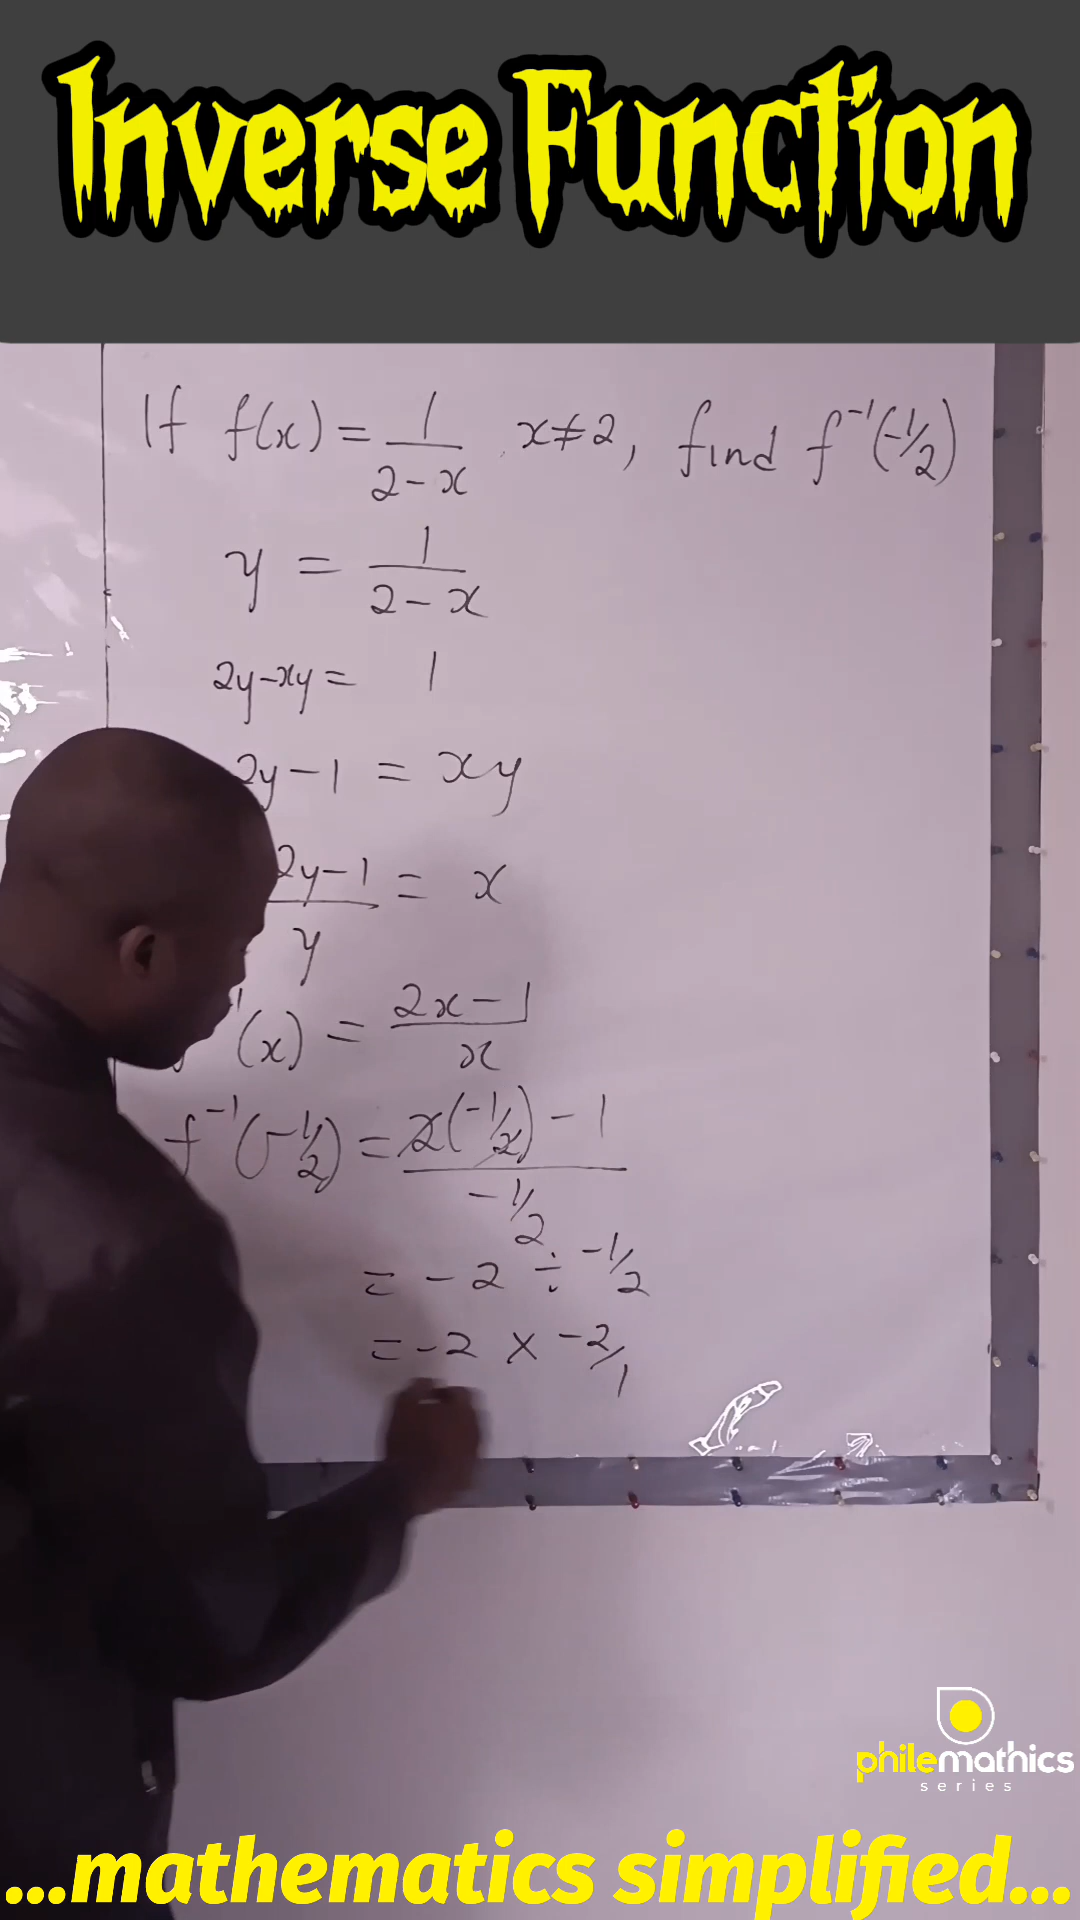 Inverse Function
If f(x) = 1/(2-x), x≠2, find f⁻¹(-1/2)
y = 1/(2-x)
2y-xy = 1
2y-1 = xy
(2y-1)/y = x
⁻¹(x) = (2x-1)/x
f⁻¹(-1/2) = (2(-1/2)-1)/(-1/2)
= -2 ÷ -1/2
= -2 × -2/1
philemathics
series
...mathematics simplified...